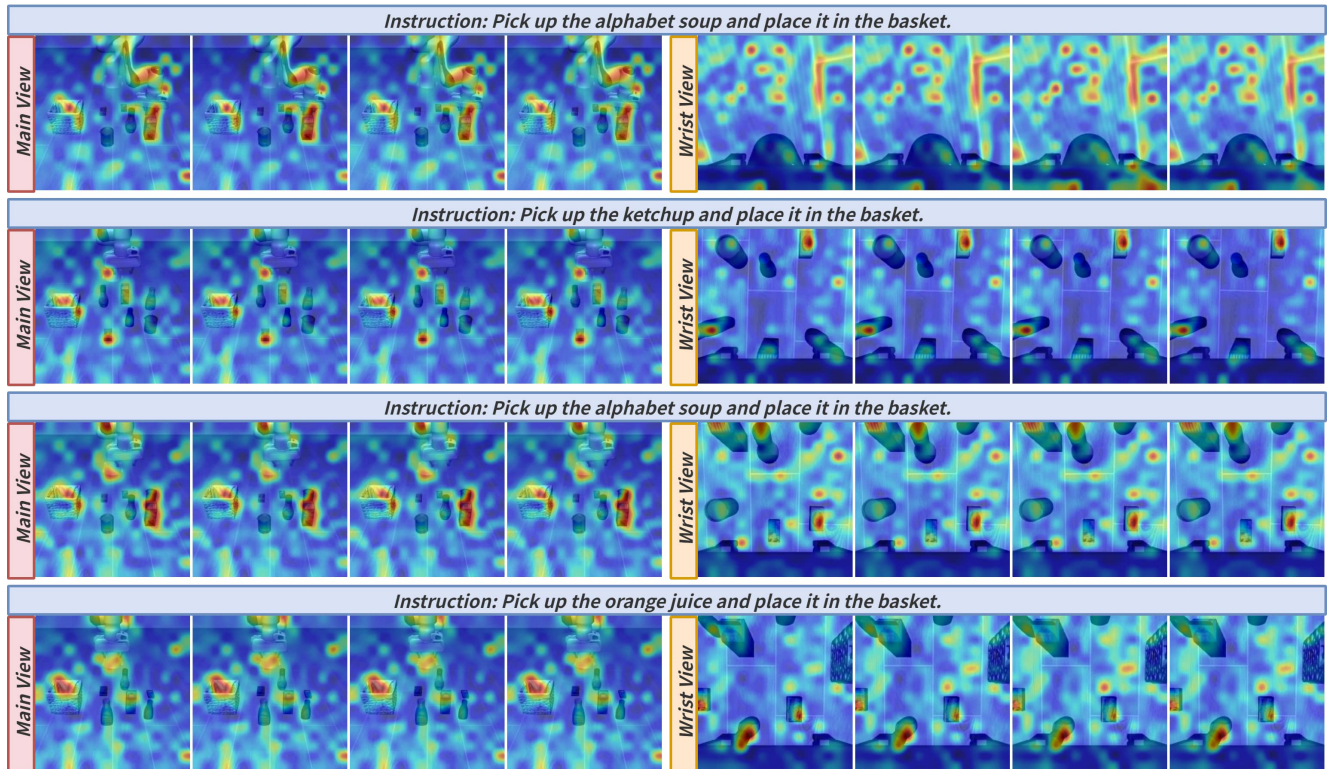 Instruction: Pick up the alphabet soup and place it in the basket.
Main View
Wrist View
Instruction: Pick up the ketchup and place it in the basket.
Main View
Wrist View
Instruction: Pick up the alphabet soup and place it in the basket.
Main View
Wrist View
Instruction: Pick up the orange juice and place it in the basket.
Main View
Wrist View